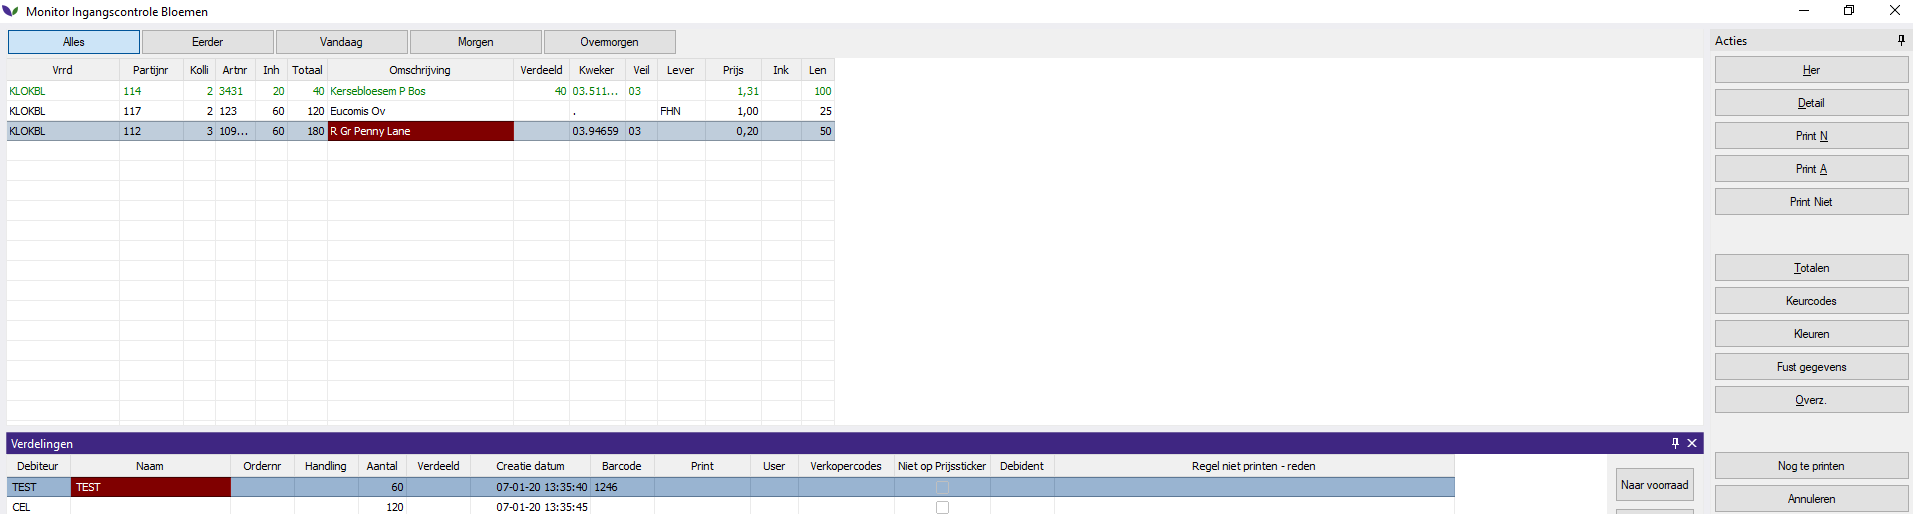 Monitor Ingangscontrole Bloemen
Alles Eerder Vandaag Morgen Overmorgen
Vrrd Partijnr Kolli Artnr Inh Totaal Omschrijving Verdeeld Kweker Veil Lever Prijs Ink Len
KLOKBL 114 2 3431 20 40 Kersebloesem P Bos 40 03.511... 03 1,31 100
KLOKBL 117 2 123 60 120 Eucomis Ov . FHN 1,00 25
KLOKBL 112 3 109... 60 180 R Gr Penny Lane 03.94659 03 0,20 50
Verdelingen
Debiteur Naam Ordernr Handling Aantal Verdeeld Creatie datum Barcode Print User Verkopercodes Niet op Prijssticker Debident Regel niet printen - reden
TEST TEST 60 07-01-20 13:35:40 1246
CEL 120 07-01-20 13:35:45
Naar voorraad
Acties
Her
Detail
Print N
Print A
Print Niet
Totalen
Keurcodes
Kleuren
Fust gegevens
Overz.
Nog te printen
Annuleren